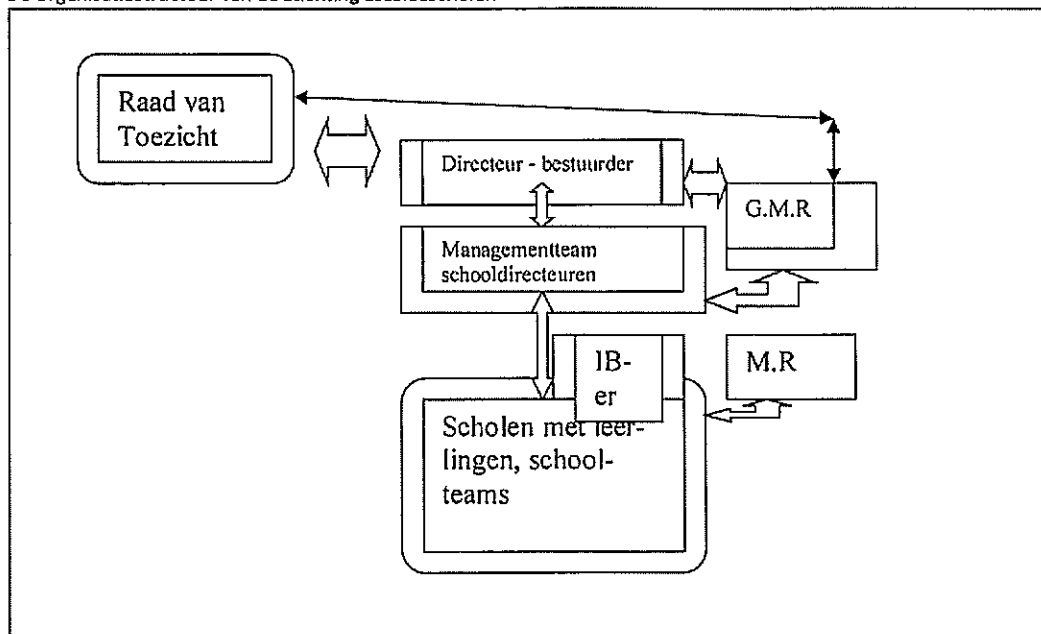 Raad van
Toezicht
Directeur - bestuurder
G.M.R
Managementteam
schooldirecteuren
IB-
er
M.R
Scholen met leer-
lingen, school-
teams